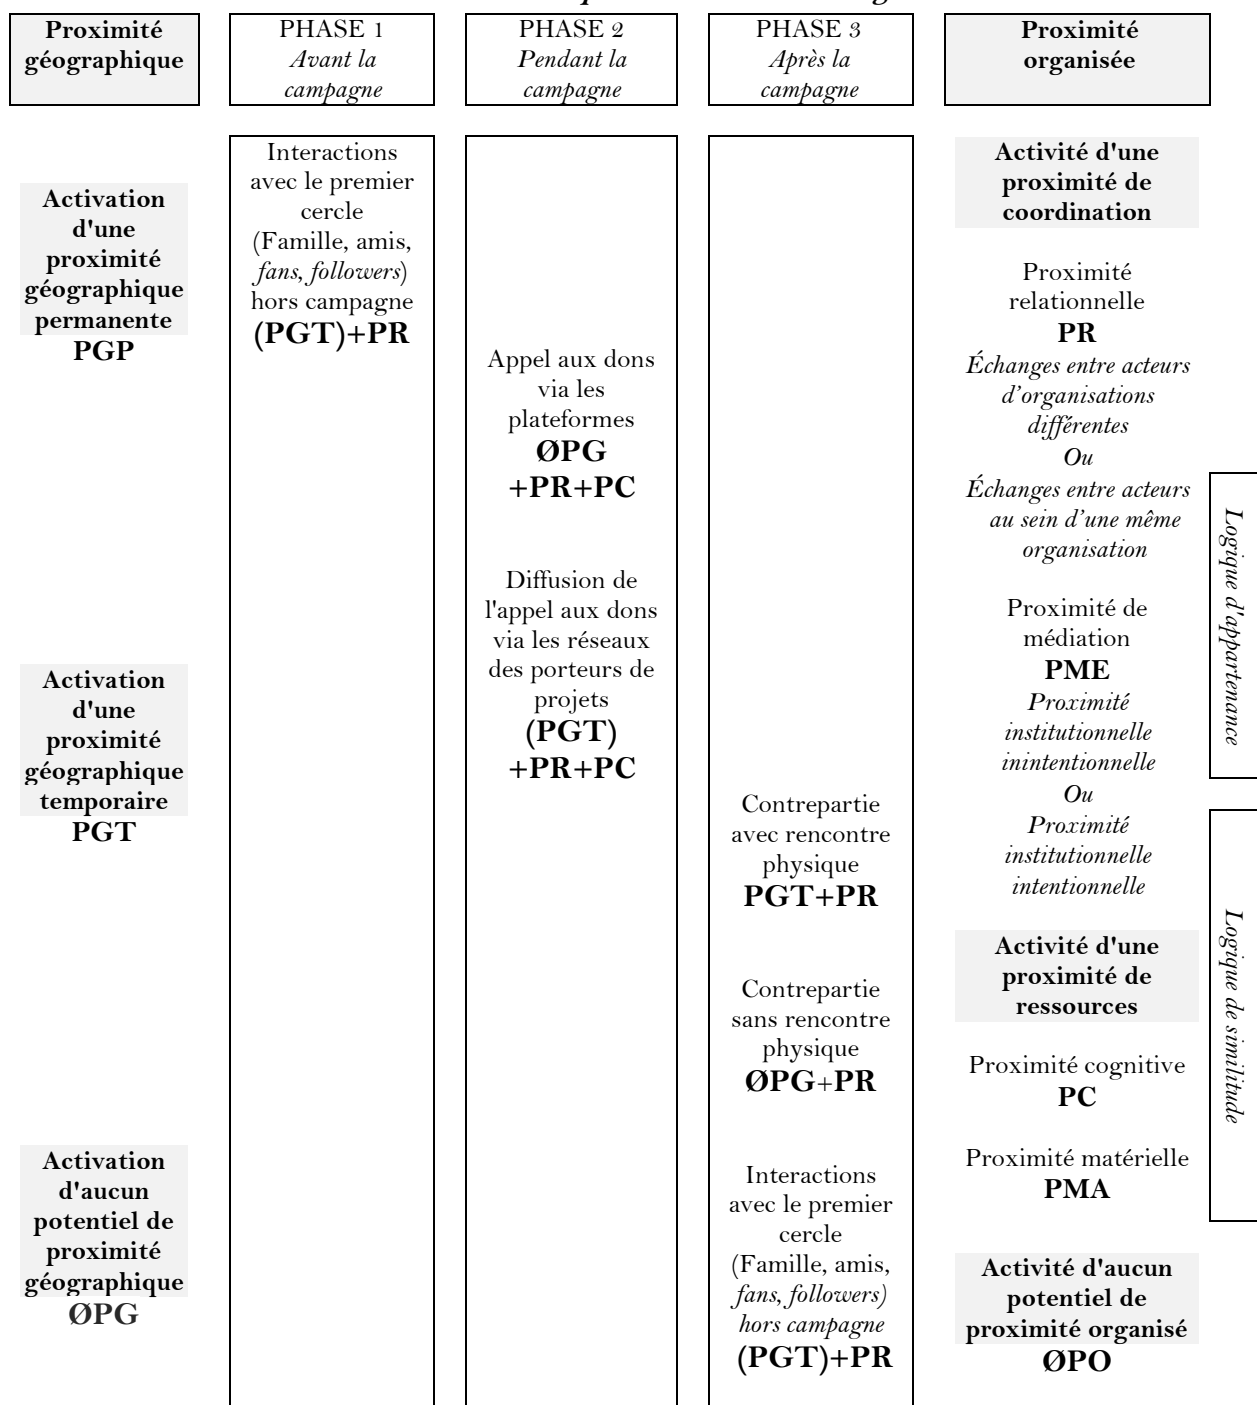 Proximité
géographique
PHASE 1
Avant la
campagne
PHASE 2
Pendant la
campagne
PHASE 3
Après la
campagne
Proximité
organisée
Activation
d'une
proximité
géographique
permanente
PGP
Activation
d'une
proximité
géographique
temporaire
PGT
Activation
d'aucun
potentiel de
proximité
géographique
ØPG
Interactions
avec le premier
cercle
(Famille, amis,
fans, followers)
hors campagne
(PGT)+PR
Appel aux dons
via les
plateformes
ØPG
+PR+PC
Diffusion de
l'appel aux dons
via les réseaux
des porteurs de
projets
(PGT)
+PR+PC
Contrepartie
avec rencontre
physique
PGT+PR
Contrepartie
sans rencontre
physique
ØPG+PR
Interactions
avec le premier
cercle
(Famille, amis,
fans, followers)
hors campagne
(PGT)+PR
Activité d'une
proximité de
coordination
Proximité
relationnelle
PR
Échanges entre acteurs
d’organisations
différentes
Ou
Échanges entre acteurs
au sein d’une même
organisation
Proximité de
médiation
PME
Proximité
institutionnelle
inintentionnelle
Ou
Proximité
institutionnelle
intentionnelle
Activité d'une
proximité de
ressources
Proximité cognitive
PC
Proximité matérielle
PMA
Activité d'aucun
potentiel de
proximité organisé
ØPO
Logique d'appartenance
Logique de similitude